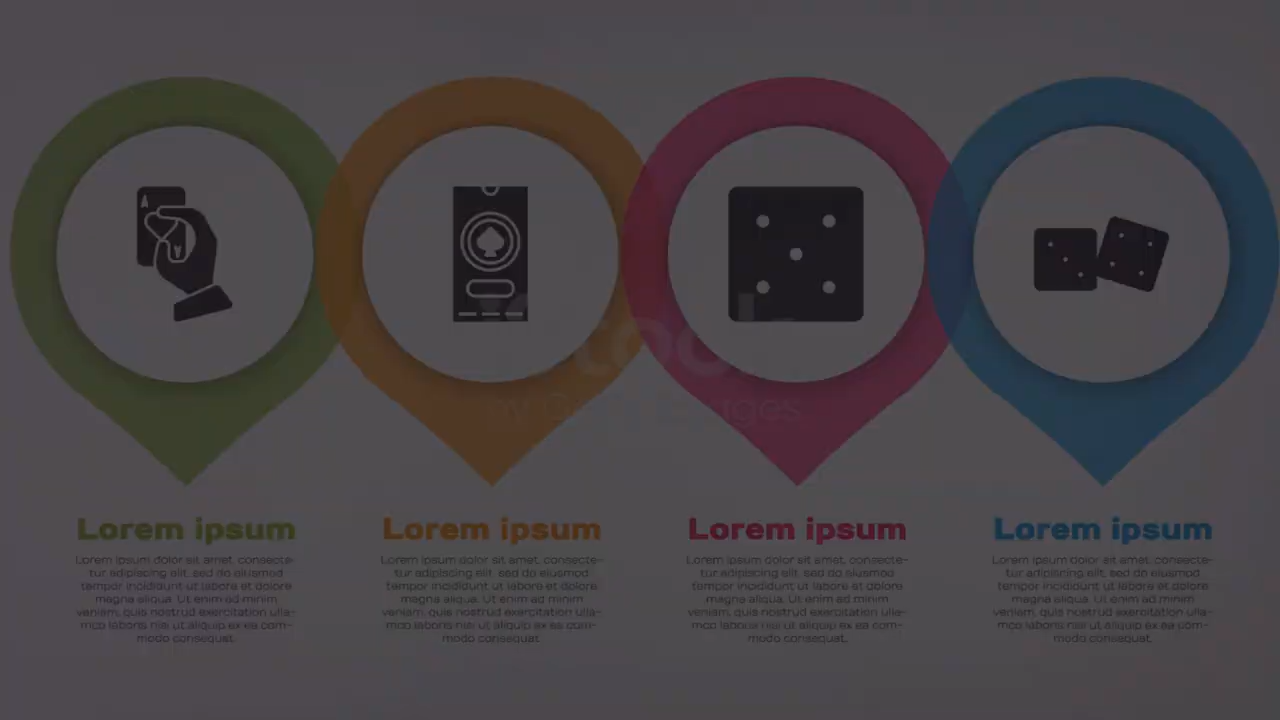 A
A
Lorem ipsum
Lorem ipsum dolor sit amet, consecte-
tur adipiscing elit, sed do eiusmod
tempor incididunt ut labore et dolore
magna aliqua. Ut enim ad minim
veniam, quis nostrud exercitation ulla-
mco laboris nisi ut aliquip ex ea com-
modo consequat.
Lorem ipsum
Lorem ipsum dolor sit amet, consecte-
tur adipiscing elit, sed do eiusmod
tempor incididunt ut labore et dolore
magna aliqua. Ut enim ad minim
veniam, quis nostrud exercitation ulla-
mco laboris nisi ut aliquip ex ea com-
modo consequat.
Lorem ipsum
Lorem ipsum dolor sit amet, consecte-
tur adipiscing elit, sed do eiusmod
tempor incididunt ut labore et dolore
magna aliqua. Ut enim ad minim
veniam, quis nostrud exercitation ulla-
mco laboris nisi ut aliquip ex ea com-
modo consequat.
Lorem ipsum
Lorem ipsum dolor sit amet, consecte-
tur adipiscing elit, sed do eiusmod
tempor incididunt ut labore et dolore
magna aliqua. Ut enim ad minim
veniam, quis nostrud exercitation ulla-
mco laboris nisi ut aliquip ex ea com-
modo consequat.